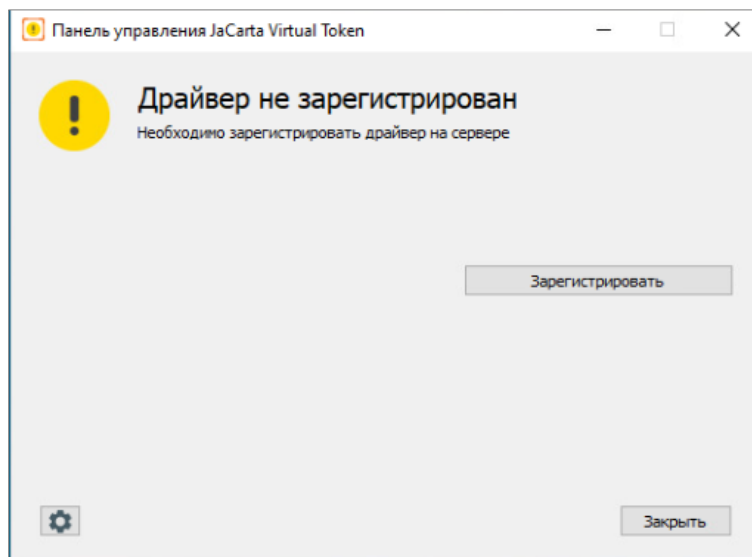 Панель управления JaCarta Virtual Token
Драйвер не зарегистрирован
Необходимо зарегистрировать драйвер на сервере
Зарегистрировать
Закрыть